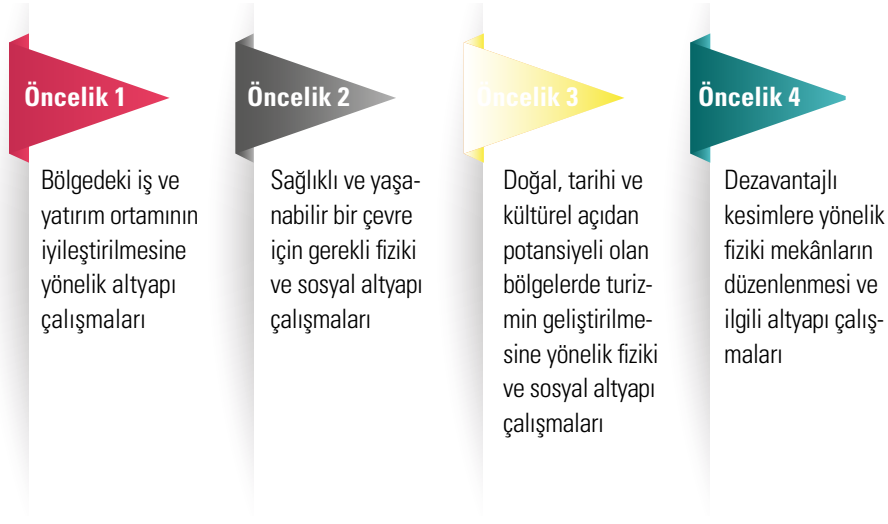 Öncelik 1
Bölgedeki iş ve
yatırım ortamının
iyileştirilmesine
yönelik altyapı
çalışmaları
Öncelik 2
Sağlıklı ve yaşa-
nabilir bir çevre
için gerekli fiziki
ve sosyal altyapı
çalışmaları
Öncelik 3
Doğal, tarihi ve
kültürel açıdan
potansiyeli olan
bölgelerde turiz-
min geliştirilme-
sine yönelik fiziki
ve sosyal altyapı
çalışmaları
Öncelik 4
Dezavantajlı
kesimlere yönelik
fiziki mekânların
düzenlenmesi ve
ilgili altyapı çalış-
maları